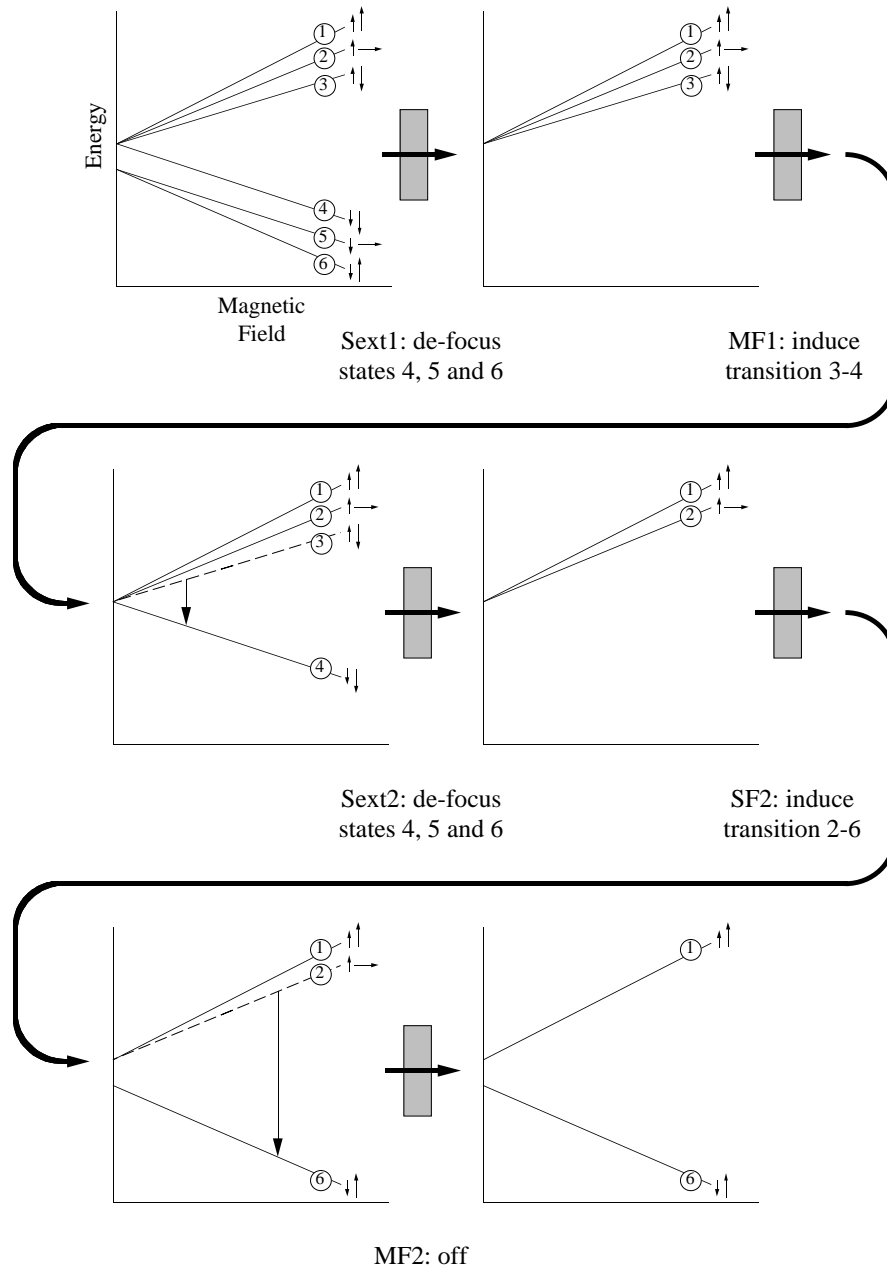 1
2
3
Energy
4
5
6
Magnetic
Field
1
2
3
Sext1: de-focus
states 4, 5 and 6
MF1: induce
transition 3-4
1
2
3
4
1
2
Sext2: de-focus
states 4, 5 and 6
SF2: induce
transition 2-6
1
2
6
1
6
MF2: off